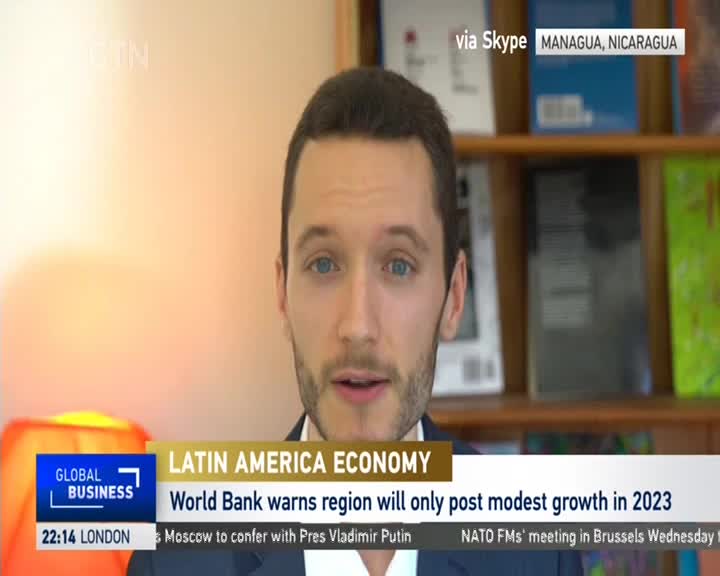 CGTN
via Skype
MANAGUA, NICARAGUA
LATIN AMERICA ECONOMY
GLOBAL
BUSINESS
World Bank warns region will only post modest growth in 2023
22:14 LONDON
s Moscow to confer with Pres Vladimir Putin
NATO FMs' meeting in Brussels Wednesday